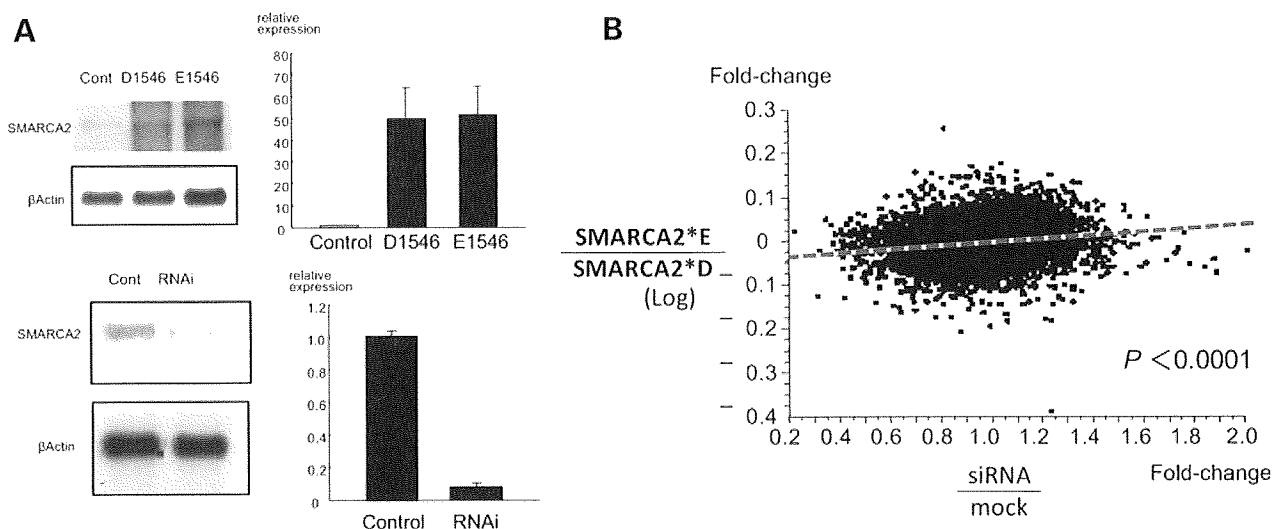 A
Cont D1546 E1546
SMARCA2
βActin
relative
expression
80
70
60
50
40
30
20
10
0
Control D1546 E1546
Cont RNAi
SMARCA2
βActin
relative
expression
1.2
1.0
0.8
0.6
0.4
0.2
0
Control RNAi
B
Fold-change
0.3
0.2
0.1
0
– 0.1
– 0.2
– 0.3
– 0.4
SMARCA2*E
SMARCA2*D
(Log)
P <0.0001
0.2 0.4 0.6 0.8 1.0 1.2 1.4 1.6 1.8 2.0
siRNA
mock
Fold-change